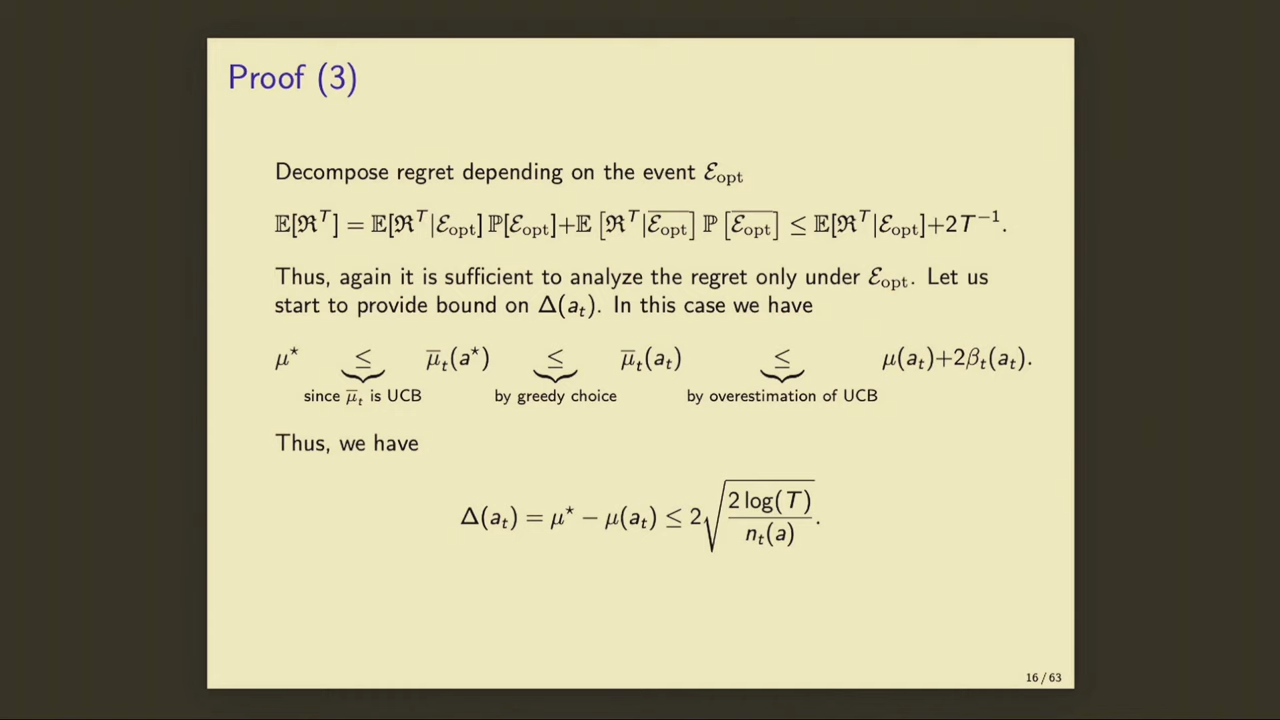 Proof (3)
Decompose regret depending on the event ℰ_opt
𝔼[ℜ^T] = 𝔼[ℜ^T|ℰ_opt] ℙ[ℰ_opt]+𝔼 [ℜ^T|\overline{ℰ_opt}] ℙ [\overline{ℰ_opt}] ≤ 𝔼[ℜ^T|ℰ_opt]+2T^{−1}.
Thus, again it is sufficient to analyze the regret only under ℰ_opt. Let us
start to provide bound on Δ(a_t). In this case we have
μ^⋆ ≤ \overline{μ}_t(a^⋆) ≤ \overline{μ}_t(a_t) ≤ μ(a_t)+2β_t(a_t).
since \overline{μ}_t is UCB by greedy choice by overestimation of UCB
Thus, we have
Δ(a_t) = μ^⋆ − μ(a_t) ≤ 2\sqrt{\frac{2 log(T)}{n_t(a)}}.
16 / 63